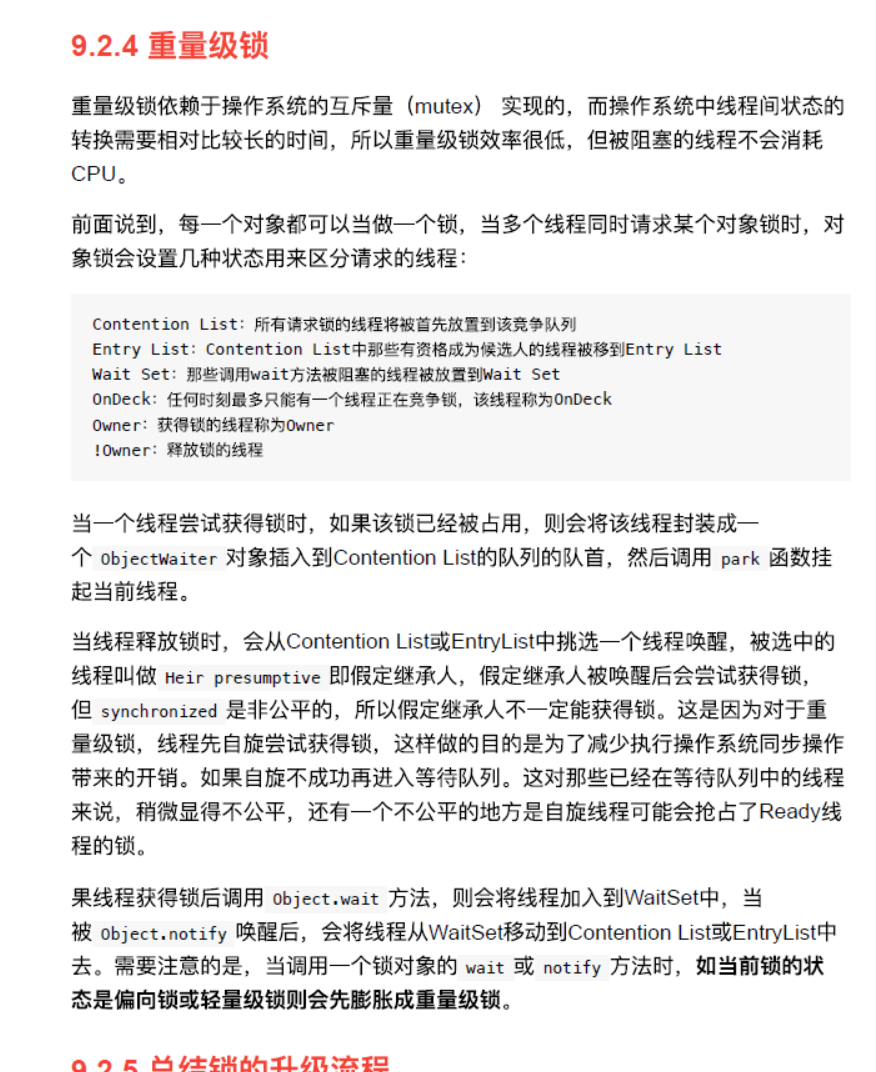 9.2.4 重量级锁
重量级锁依赖于操作系统的互斥量（mutex） 实现的，而操作系统中线程间状态的
转换需要相对比较长的时间，所以重量级锁效率很低，但被阻塞的线程不会消耗
CPU。
前面说到，每一个对象都可以当做一个锁，当多个线程同时请求某个对象锁时，对
象锁会设置几种状态用来区分请求的线程：
Contention List：所有请求锁的线程将被首先放置到该竞争队列
Entry List：Contention List中那些有资格成为候选人的线程被移到Entry List
Wait Set：那些调用wait方法被阻塞的线程被放置到Wait Set
OnDeck：任何时刻最多只能有一个线程正在竞争锁，该线程称为OnDeck
Owner：获得锁的线程称为Owner
!Owner：释放锁的线程
当一个线程尝试获得锁时，如果该锁已经被占用，则会将该线程封装成一
个 ObjectWaiter 对象插入到Contention List的队列的队首，然后调用 park 函数挂
起当前线程。
当线程释放锁时，会从Contention List或EntryList中挑选一个线程唤醒，被选中的
线程叫做 Heir presumptive 即假定继承人，假定继承人被唤醒后会尝试获得锁，
但 synchronized 是非公平的，所以假定继承人不一定能获得锁。这是因为对于重
量级锁，线程先自旋尝试获得锁，这样做的目的是为了减少执行操作系统同步操作
带来的开销。如果自旋不成功再进入等待队列。这对那些已经在等待队列中的线程
来说，稍微显得不公平，还有一个不公平的地方是自旋线程可能会抢占了Ready线
程的锁。
果线程获得锁后调用 Object.wait 方法，则会将线程加入到WaitSet中，当
被 Object.notify 唤醒后，会将线程从WaitSet移动到Contention List或EntryList中
去。需要注意的是，当调用一个锁对象的 wait 或 notify 方法时，如当前锁的状
态是偏向锁或轻量级锁则会先膨胀成重量级锁。
9.2.5 总结锁的升级流程